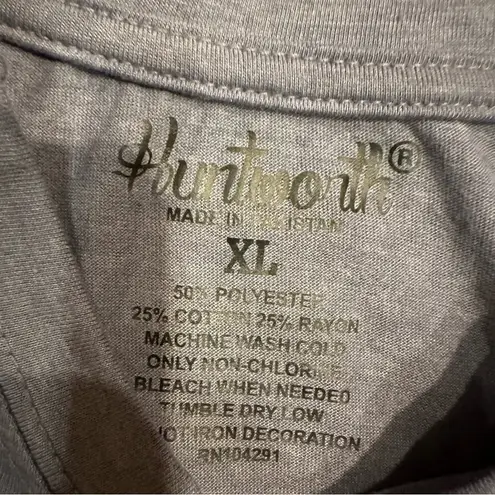 Huntworth®
MADE IN
XL
50% POLYESTER
25% COTTON 25% RAYON
MACHINE WASH COLD
ONLY NON-CHLORINE
BLEACH WHEN NEEDED
TUMBLE DRY LOW
NOT IRON DECORATION
RN104291